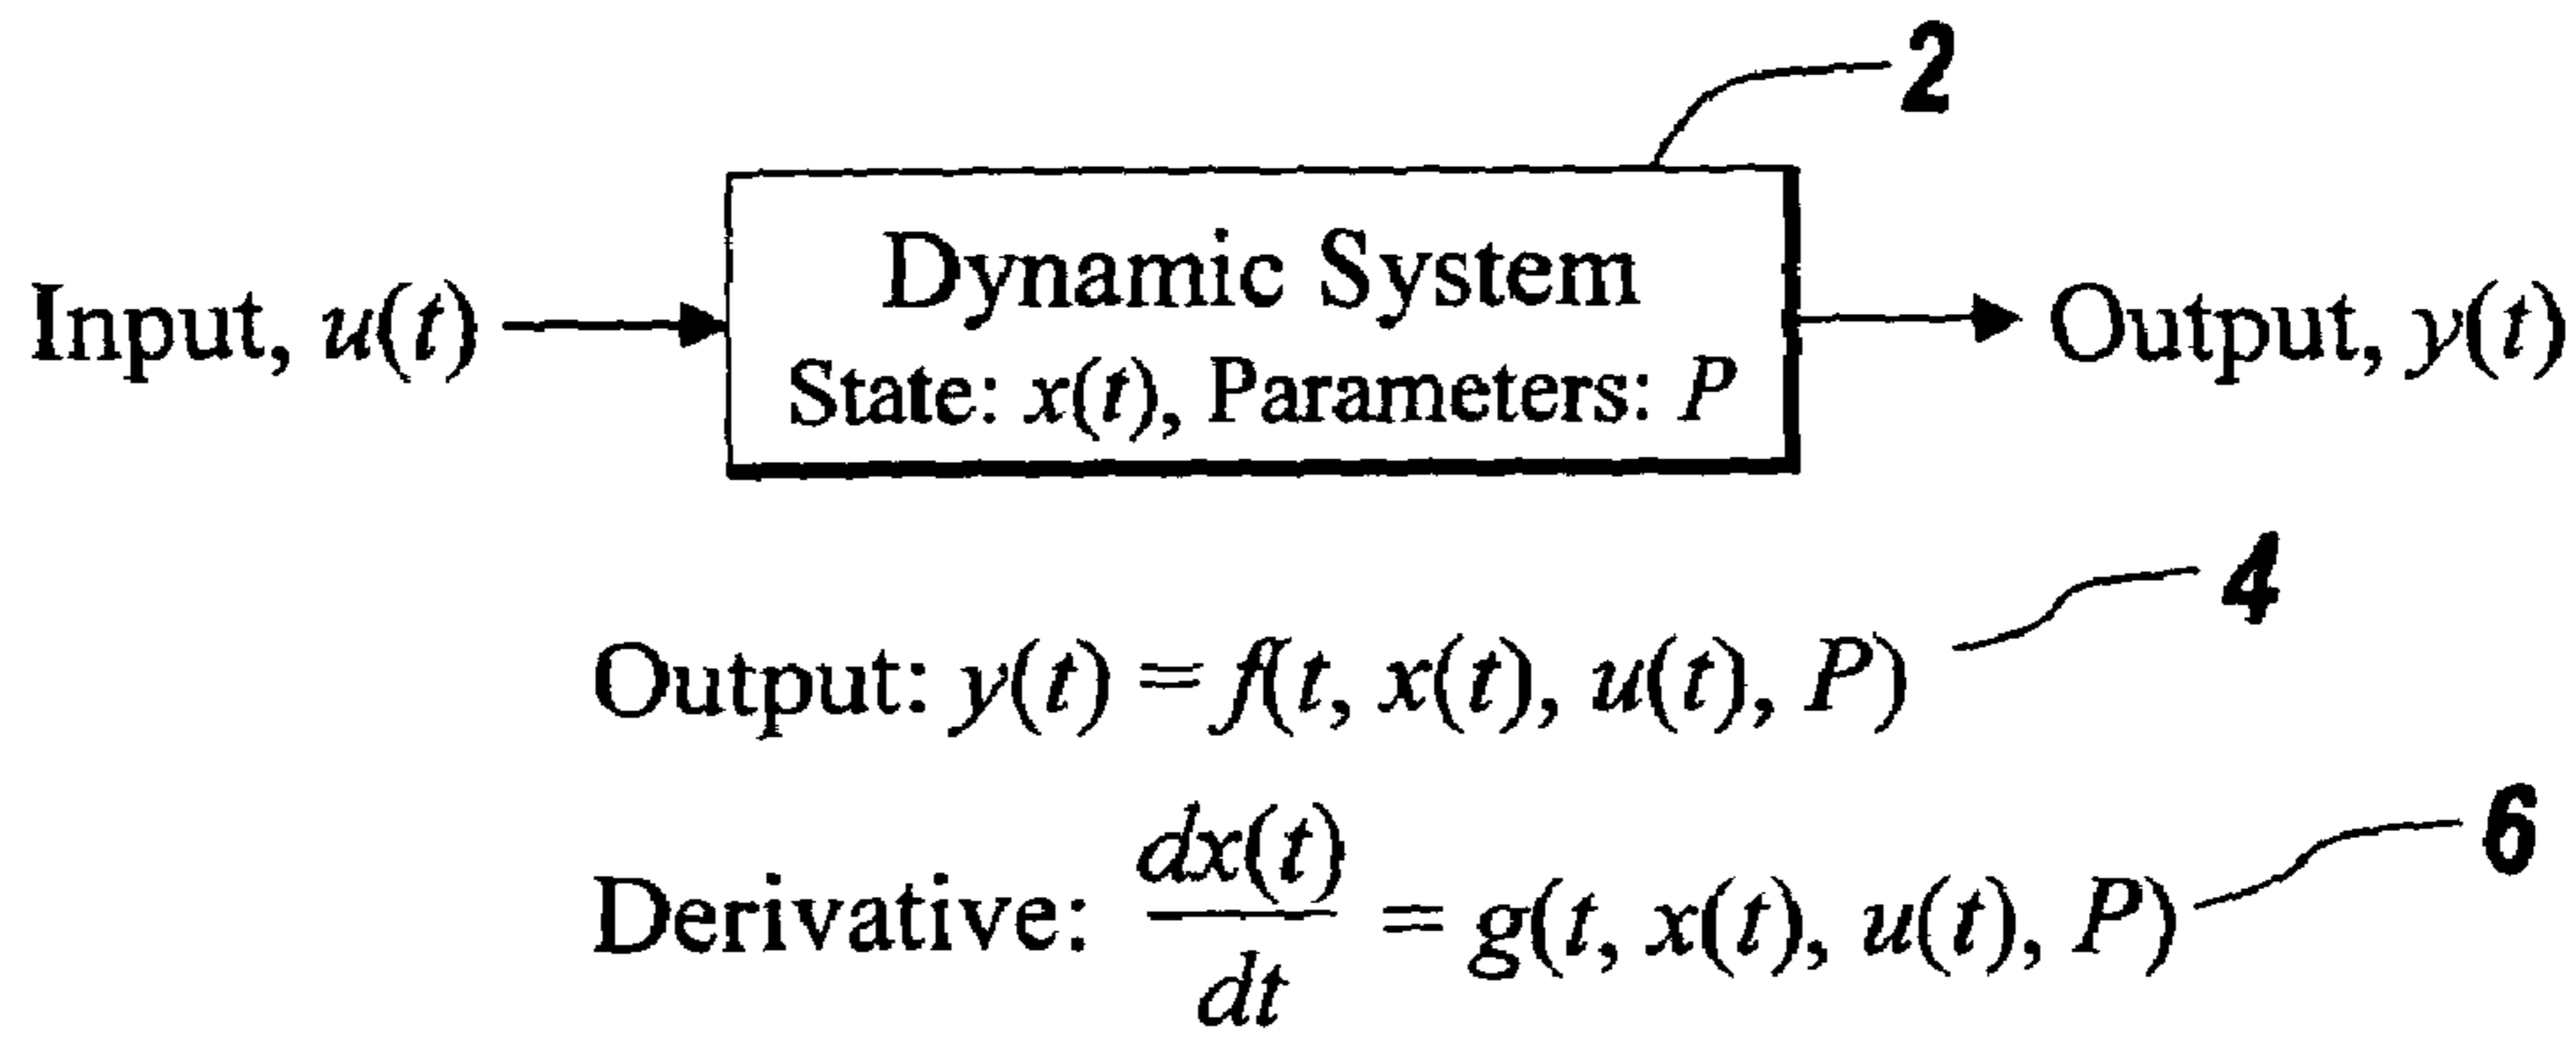 2
Dynamic System
Input, u(t)
State: x(t), Parameters: P
Output, y(t)
4
Output: y(t) = f(t, x(t), u(t), P)
6
Derivative: dx(t)/dt = g(t, x(t), u(t), P)